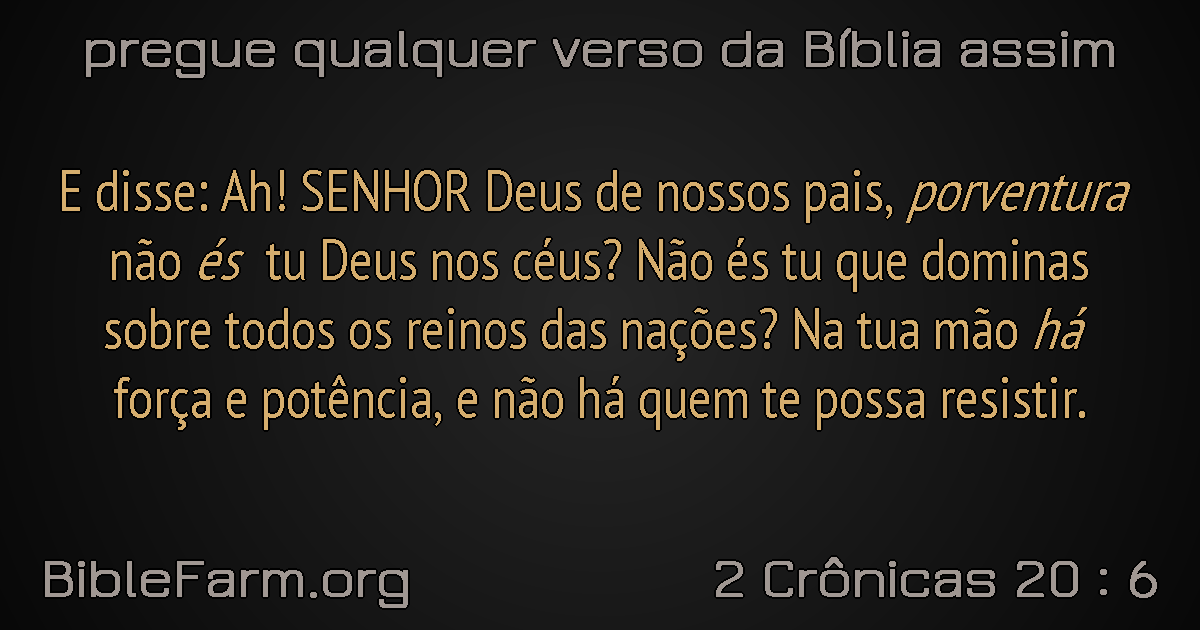 pregue qualquer verso da Bíblia assim
E disse: Ah! SENHOR Deus de nossos pais, porventura
não és tu Deus nos céus? Não és tu que dominas
sobre todos os reinos das nações? Na tua mão há
força e potência, e não há quem te possa resistir.
BibleFarm.org
2 Crônicas 20 : 6